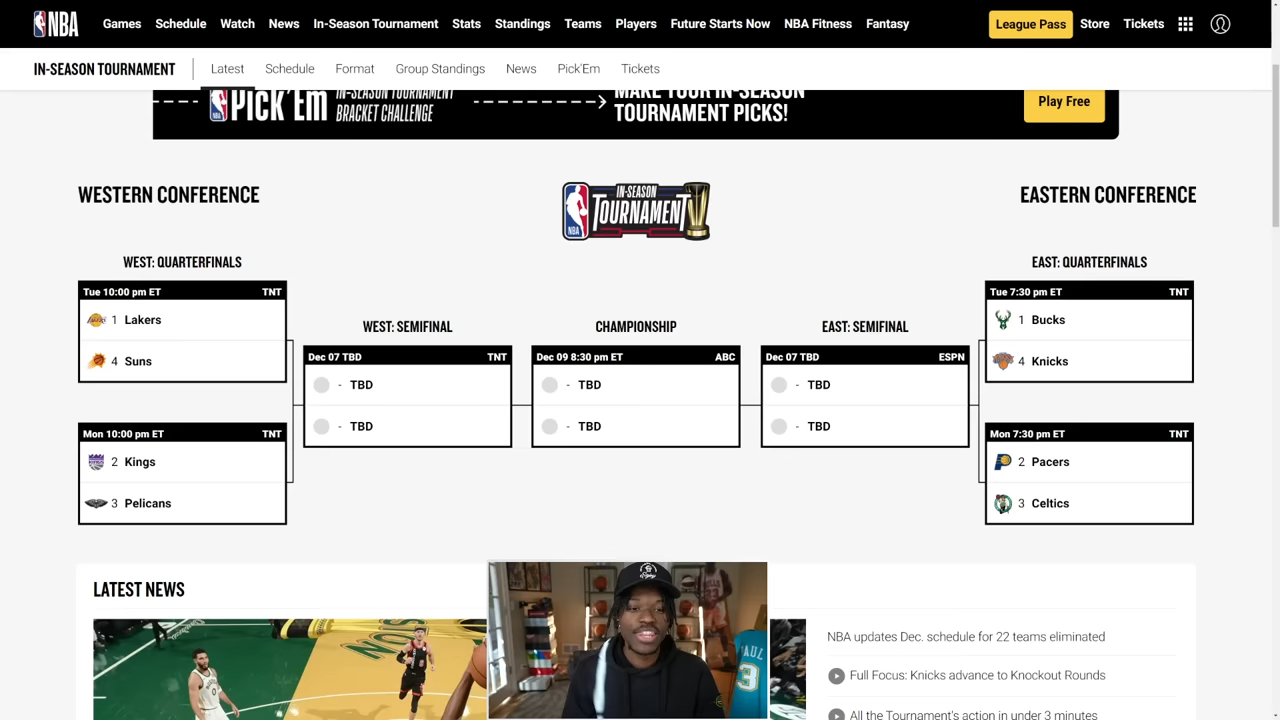 NBA
Games Schedule Watch News In-Season Tournament Stats Standings Teams Players Future Starts Now NBA Fitness Fantasy
League Pass Store Tickets
IN-SEASON TOURNAMENT Latest Schedule Format Group Standings News Pick'Em Tickets
PICK'EM
IN-SEASON TOURNAMENT
BRACKET CHALLENGE
MAKE YOUR IN-SEASON
TOURNAMENT PICKS!
Play Free
WESTERN CONFERENCE
IN-SEASON
TOURNAMENT
NBA
EASTERN CONFERENCE
WEST: QUARTERFINALS
Tue 10:00 pm ET TNT
1 Lakers
4 Suns
Mon 10:00 pm ET TNT
2 Kings
3 Pelicans
WEST: SEMIFINAL
Dec 07 TBD TNT
- TBD
- TBD
CHAMPIONSHIP
Dec 09 8:30 pm ET ABC
- TBD
- TBD
EAST: SEMIFINAL
Dec 07 TBD ESPN
- TBD
- TBD
EAST: QUARTERFINALS
Tue 7:30 pm ET TNT
1 Bucks
4 Knicks
Mon 7:30 pm ET TNT
2 Pacers
3 Celtics
LATEST NEWS
NBA updates Dec. schedule for 22 teams eliminated
Full Focus: Knicks advance to Knockout Rounds
All the Tournament's action in under 3 minutes
PAUL
3